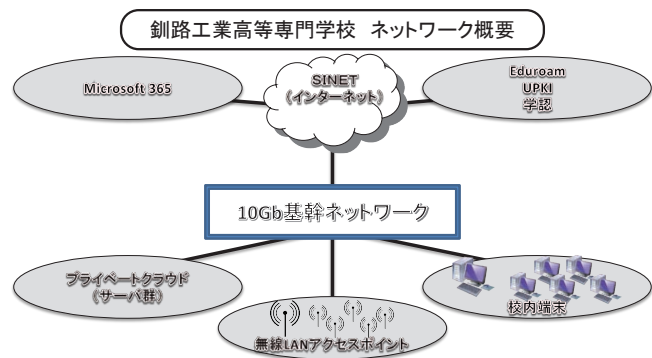 釧路工業高等専門学校 ネットワーク概要
Microsoft 365
SINET
(インターネット)
Eduroam
UPKI
学認
10Gb基幹ネットワーク
プライベートクラウド
(サーバ群)
無線LANアクセスポイント
校内端末